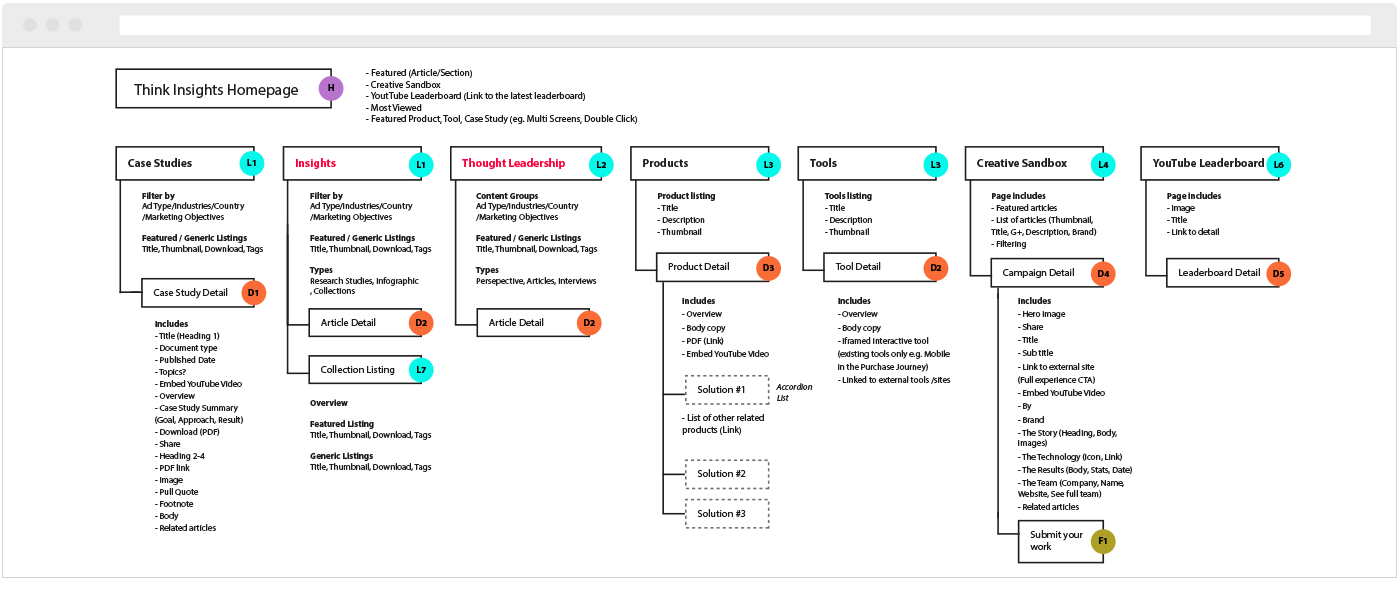 Think Insights Homepage
H
- Featured (Article/Section)
- Creative Sandbox
- YoutTube Leaderboard (Link to the latest leaderboard)
- Most Viewed
- Featured Product, Tool, Case Study (eg. Multi Screens, Double Click)
Case Studies
L1
Filter by
Ad Type/Industries/Country
/Marketing Objectives
Featured / Generic Listings
Title, Thumbnail, Download, Tags
Case Study Detail
D1
Includes
- Title (Heading 1)
- Document type
- Published Date
- Topics?
- Embed YouTube Video
- Overview
- Case Study Summary
(Goal, Approach, Result)
- Download (PDF)
- Share
- Heading 2-4
- PDF link
- Image
- Pull Quote
- Footnote
- Body
- Related articles
Insights
L1
Filter by
Ad Type/Industries/Country
/Marketing Objectives
Featured / Generic Listings
Title, Thumbnail, Download, Tags
Types
Research Studies, Infographic
, Collections
Article Detail
D2
Collection Listing
L7
Overview
Featured Listing
Title, Thumbnail, Download, Tags
Generic Listings
Title, Thumbnail, Download, Tags
Thought Leadership
L2
Content Groups
Ad Type/Industries/Country
/Marketing Objectives
Featured / Generic Listings
Title, Thumbnail, Download, Tags
Types
Persepective, Articles, Interviews
Article Detail
D2
Products
L3
Product listing
- Title
- Description
- Thumbnail
Product Detail
D3
Includes
- Overview
- Body copy
- PDF (Link)
- Embed YouTube Video
Solution #1
Accordion
List
- List of other related
products (Link)
Solution #2
Solution #3
Tools
L3
Tools listing
- Title
- Description
- Thumbnail
Tool Detail
D2
Includes
- Overview
- Body copy
- Iframed Interactive tool
(existing tools only e.g. Mobile
in the Purchase Journey)
- Linked to external tools /sites
Creative Sandbox
L4
Page includes
- Featured articles
- List of articles (Thumbnail,
Title, G+, Description, Brand)
- Filtering
Campaign Detail
D4
Includes
- Hero Image
- Share
- Title
- Sub title
- Link to external site
(Full experience CTA)
- Embed YouTube Video
- By
- Brand
- The Story (Heading, Body,
Images)
- The Technology (Icon, Link)
- The Results (Body, Stats, Date)
- The Team (Company, Name,
Website, See full team)
- Related articles
Submit your
work
F1
YouTube Leaderboard
L6
Page includes
- Image
- Title
- Link to detail
Leaderboard Detail
D5